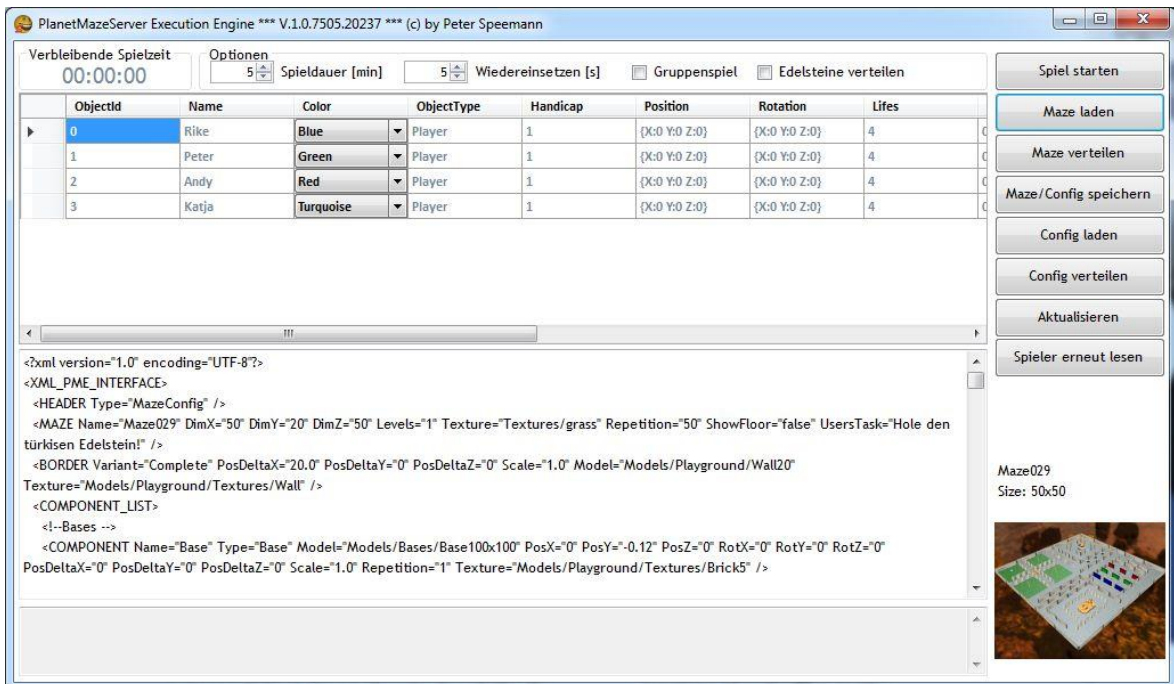 PlanetMazeServer Execution Engine *** V.1.0.7505.20237 *** (c) by Peter Speemann
Verbleibende Spielzeit
00:00:00
Optionen
5 Spieldauer [min] 5 Wiedereinsetzen [s] Gruppenspiel Edelsteine verteilen
ObjectId Name Color ObjectType Handicap Position Rotation Lifes
0 Rike Blue Player 1 {X:0 Y:0 Z:0} {X:0 Y:0 Z:0} 4
1 Peter Green Player 1 {X:0 Y:0 Z:0} {X:0 Y:0 Z:0} 4
2 Andy Red Player 1 {X:0 Y:0 Z:0} {X:0 Y:0 Z:0} 4
3 Katja Turquoise Player 1 {X:0 Y:0 Z:0} {X:0 Y:0 Z:0} 4
<?xml version="1.0" encoding="UTF-8"?>
<XML_PME_INTERFACE>
<HEADER Type="MazeConfig" />
<MAZE Name="Maze029" DimX="50" DimY="20" DimZ="50" Levels="1" Texture="Textures/grass" Repetition="50" ShowFloor="false" UsersTask="Hole den
türkisen Edelstein!" />
<BORDER Variant="Complete" PosDeltaX="20.0" PosDeltaY="0" PosDeltaZ="0" Scale="1.0" Model="Models/Playground/Wall20"
Texture="Models/Playground/Textures/Wall" />
<COMPONENT_LIST>
<!--Bases -->
<COMPONENT Name="Base" Type="Base" Model="Models/Bases/Base100x100" PosX="0" PosY="-0.12" PosZ="0" RotX="0" RotY="0" RotZ="0"
PosDeltaX="0" PosDeltaY="0" PosDeltaZ="0" Scale="1.0" Repetition="1" Texture="Models/Playground/Textures/Brick5" />
Spiel starten
Maze laden
Maze verteilen
Maze/Config speichern
Config laden
Config verteilen
Aktualisieren
Spieler erneut lesen
Maze029
Size: 50x50